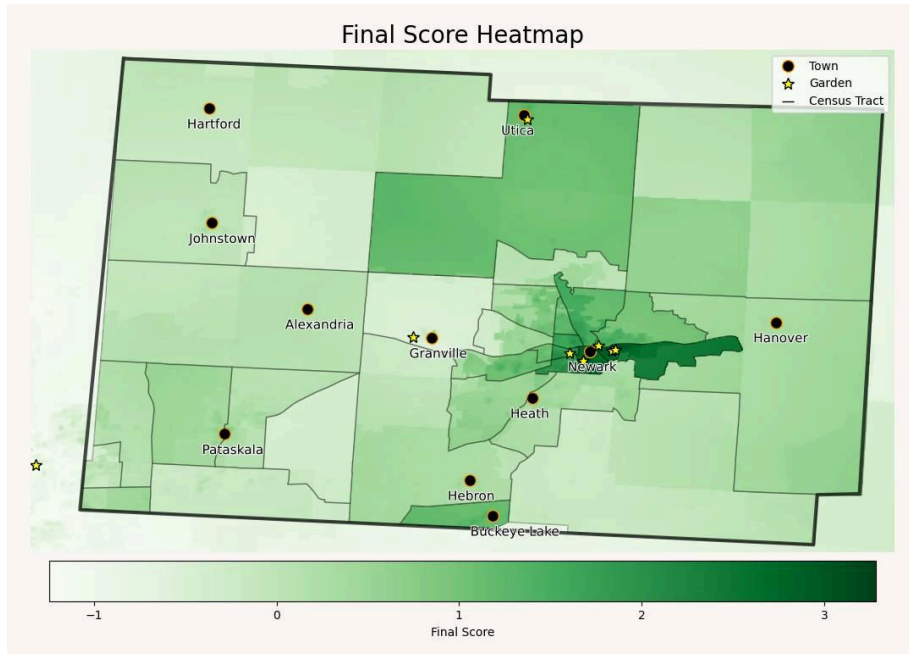 Final Score Heatmap
Town
Garden
Census Tract
Hartford
Utica
Johnstown
Alexandria
Granville
Hanover
Newark
Heath
Pataskala
Hebron
Buckeye Lake
−1 0 1 2 3
Final Score